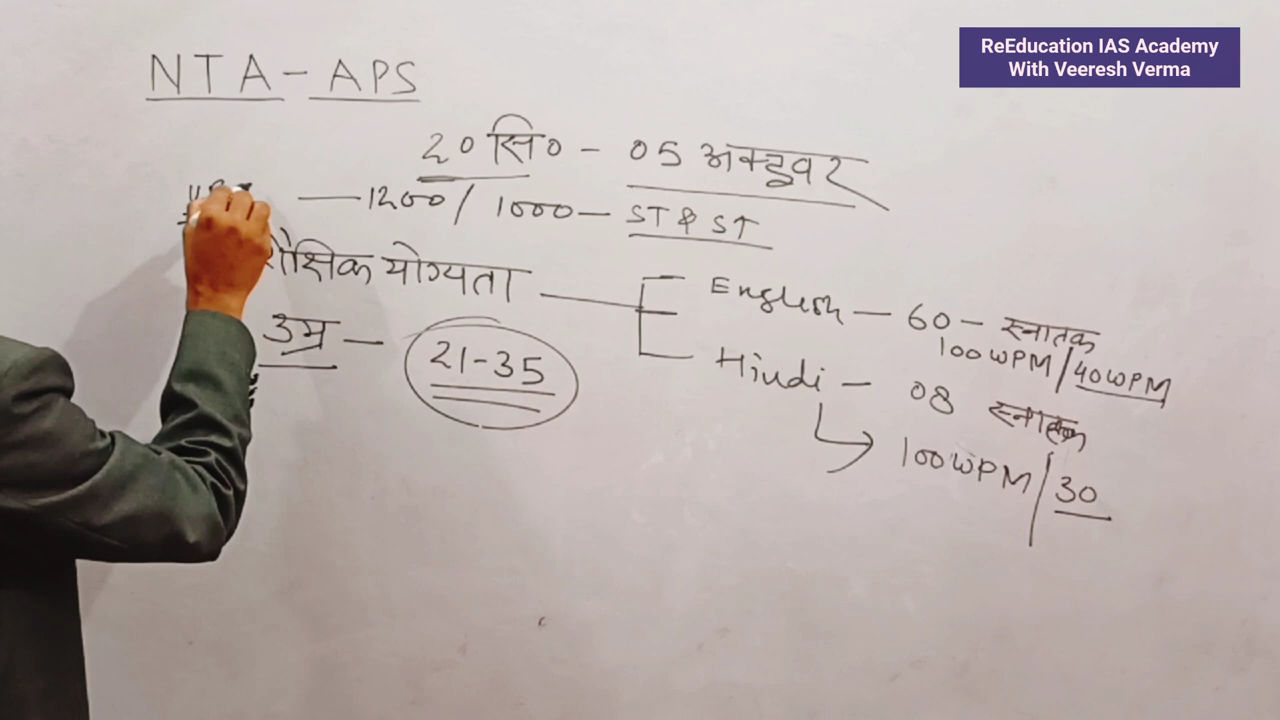 ReEducation IAS Academy
With Veeresh Verma
NTA - APS
20 सि० - 05 अक्टूबर
1200 / 1000 - ST & ST
शैक्षिक योग्यता
English - 60 - स्नातक
100 WPM / 40 WPM
उम्र - 21-35
Hindi - 08 स्नातक
100 WPM / 30